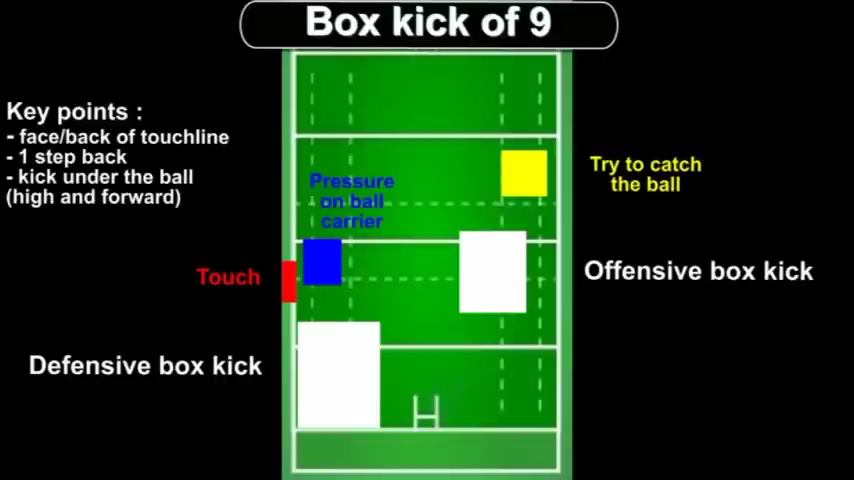 Box kick of 9
Key points :
- face/back of touchline
- 1 step back
- kick under the ball
(high and forward)
Pressure
on ball
carrier
Try to catch
the ball
Touch
Offensive box kick
Defensive box kick